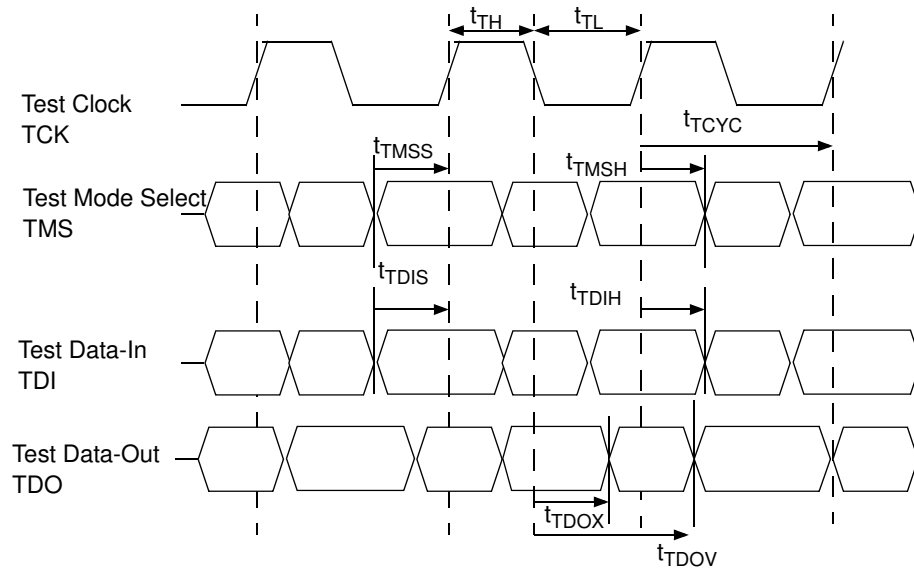 tTH
tTL
Test Clock
TCK
tTCYC
tTMSS
tTMSH
Test Mode Select
TMS
tTDIS
tTDIH
Test Data-In
TDI
Test Data-Out
TDO
tTDOX
tTDOV